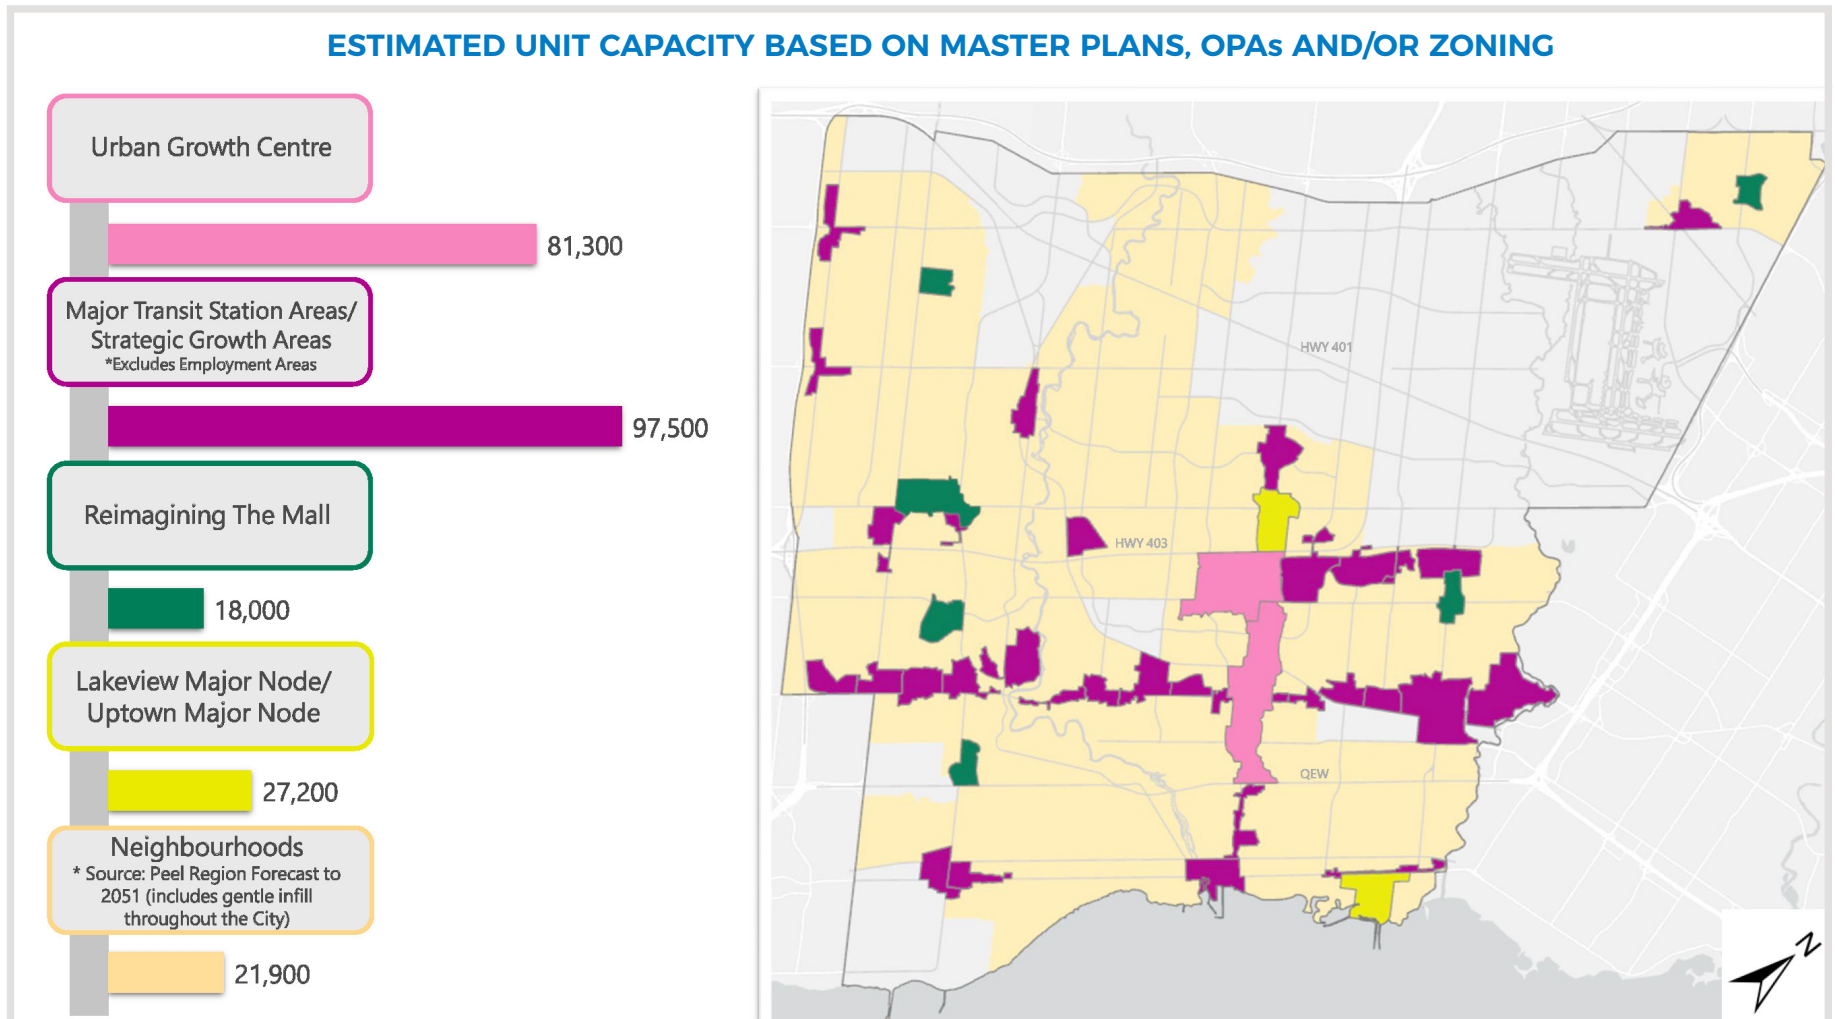 ESTIMATED UNIT CAPACITY BASED ON MASTER PLANS, OPAs AND/OR ZONING
Urban Growth Centre
81,300
Major Transit Station Areas/
Strategic Growth Areas
*Excludes Employment Areas
97,500
Reimagining The Mall
18,000
Lakeview Major Node/
Uptown Major Node
27,200
Neighbourhoods
* Source: Peel Region Forecast to
2051 (includes gentle infill
throughout the City)
21,900
HWY 401
HWY 403
QEW
N